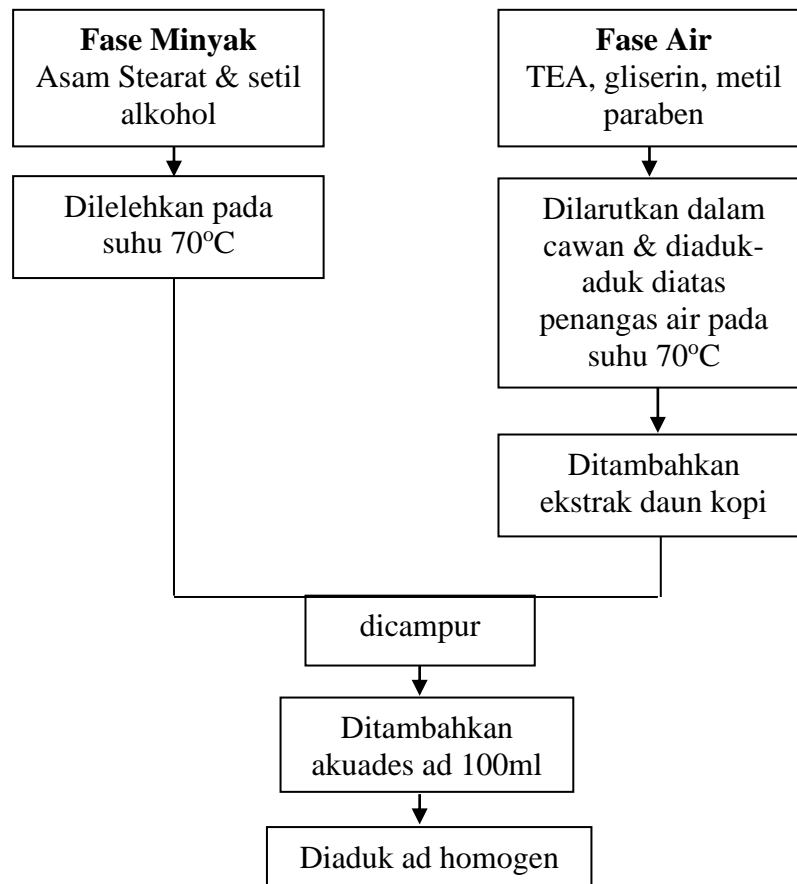 Fase Minyak
Asam Stearat & setil
alkohol
Dilelehkan pada
suhu 70°C
Fase Air
TEA, gliserin, metil
paraben
Dilarutkan dalam
cawan & diaduk-
aduk diatas
penangas air pada
suhu 70°C
Ditambahkan
ekstrak daun kopi
dicampur
Ditambahkan
akuades ad 100ml
Diaduk ad homogen